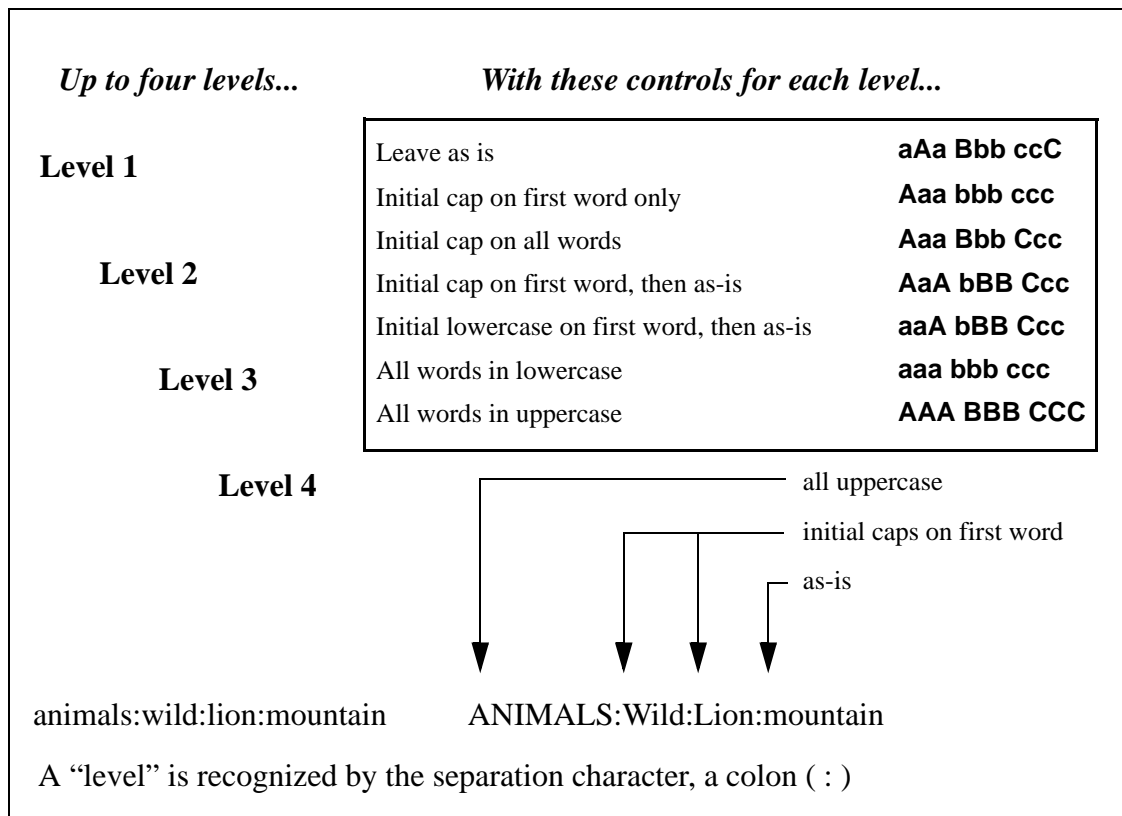 Up to four levels... With these controls for each level...
Level 1
Leave as is aAa Bbb ccC
Initial cap on first word only Aaa bbb ccc
Initial cap on all words Aaa Bbb Ccc
Level 2
Initial cap on first word, then as-is AaA bBB Ccc
Initial lowercase on first word, then as-is aaA bBB Ccc
Level 3
All words in lowercase aaa bbb ccc
All words in uppercase AAA BBB CCC
Level 4
all uppercase
initial caps on first word
as-is
animals:wild:lion:mountain ANIMALS:Wild:Lion:mountain
A “level” is recognized by the separation character, a colon ( : )